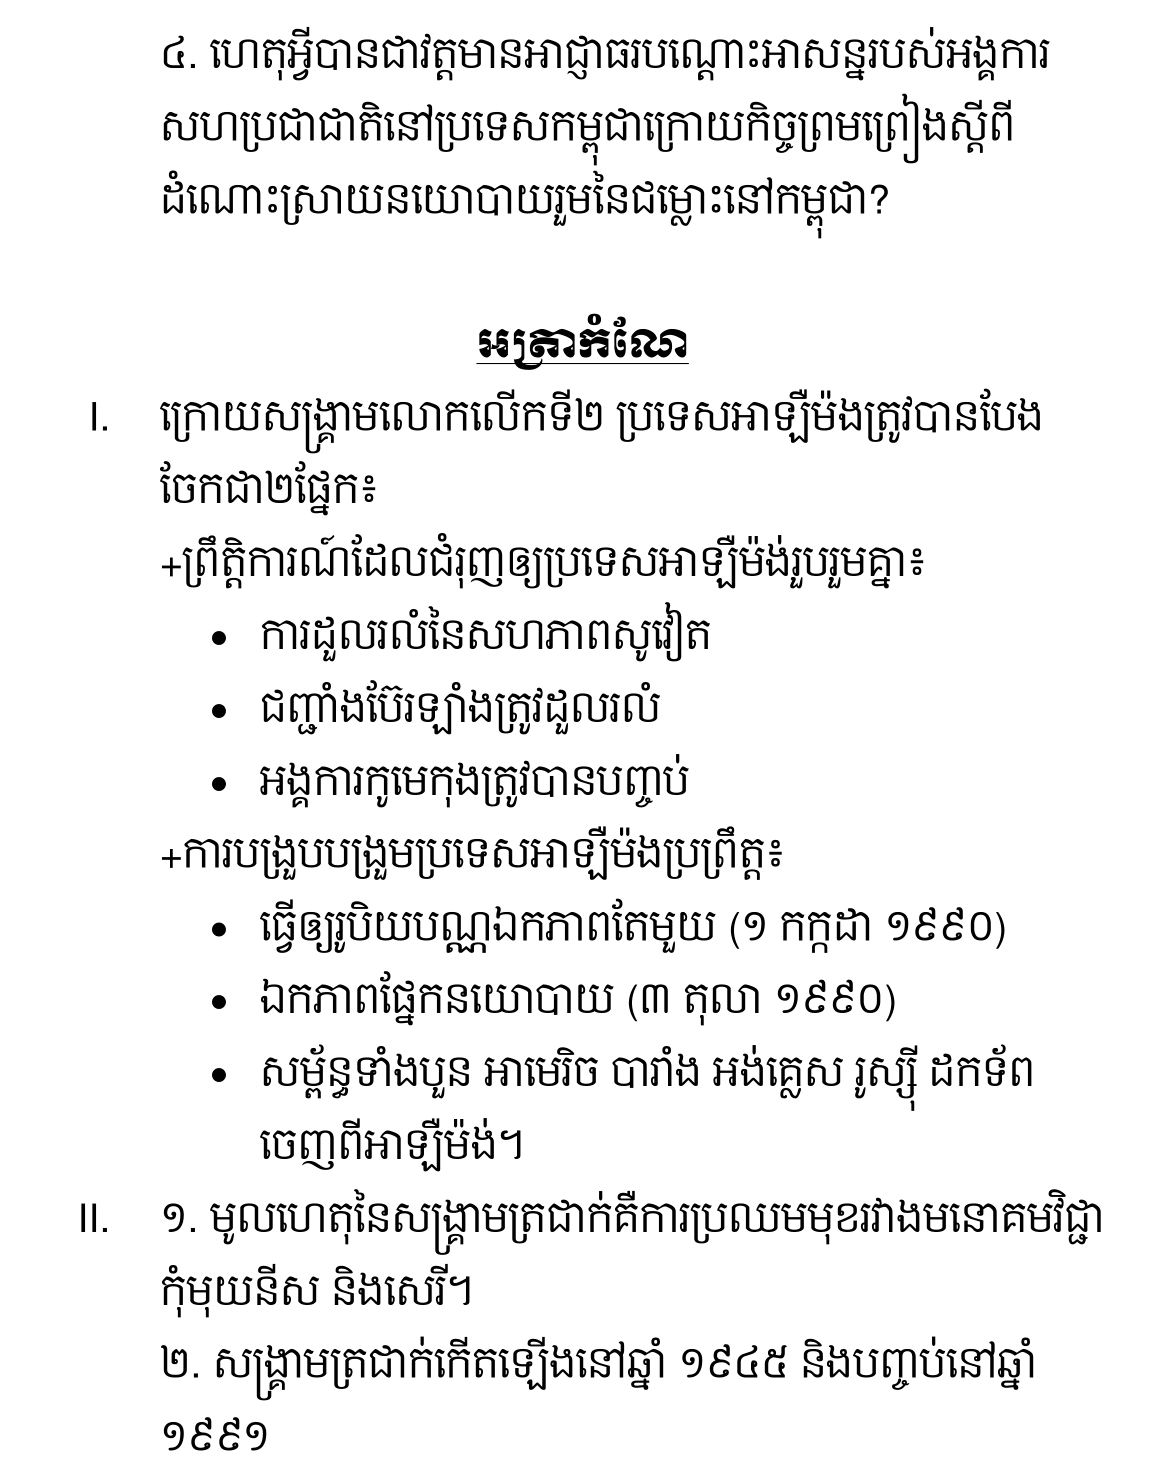 ៤. ហេតុអ្វីបានជាវត្តមានអាជ្ញាធរបណ្តោះអាសន្នរបស់អង្គការ
សហប្រជាជាតិនៅប្រទេសកម្ពុជាក្រោយកិច្ចព្រមព្រៀងស្តីពី
ដំណោះស្រាយនយោបាយរួមនៃជម្លោះនៅកម្ពុជា?
អត្រាកំណែ
I. ក្រោយសង្គ្រាមលោកលើកទី២ ប្រទេសអាឡឺម៉ងត្រូវបានបែង
ចែកជា២ផ្នែក៖
+ព្រឹត្តិការណ៍ដែលជំរុញឲ្យប្រទេសអាឡឺម៉ង់រួបរួមគ្នា៖
• ការដួលរលំនៃសហភាពសូវៀត
• ជញ្ជាំងប៊ែរឡាំងត្រូវដួលរលំ
• អង្គការកូមេកុងត្រូវបានបញ្ចប់
+ការបង្រួបបង្រួមប្រទេសអាឡឺម៉ងប្រព្រឹត្ត៖
• ធ្វើឲ្យរូបិយបណ្ណឯកភាពតែមួយ (១ កក្កដា ១៩៩០)
• ឯកភាពផ្នែកនយោបាយ (៣ តុលា ១៩៩០)
• សម្ព័ន្ធទាំងបួន អាមេរិច បារាំង អង់គ្លេស រូស្ស៊ី ដកទ័ព
ចេញពីអាឡឺម៉ង់។
II. ១. មូលហេតុនៃសង្គ្រាមត្រជាក់គឺការប្រឈមមុខរវាងមនោគមវិជ្ជា
កុំមុយនីស និងសេរី។
២. សង្គ្រាមត្រជាក់កើតឡើងនៅឆ្នាំ ១៩៤៥ និងបញ្ចប់នៅឆ្នាំ
១៩៩១